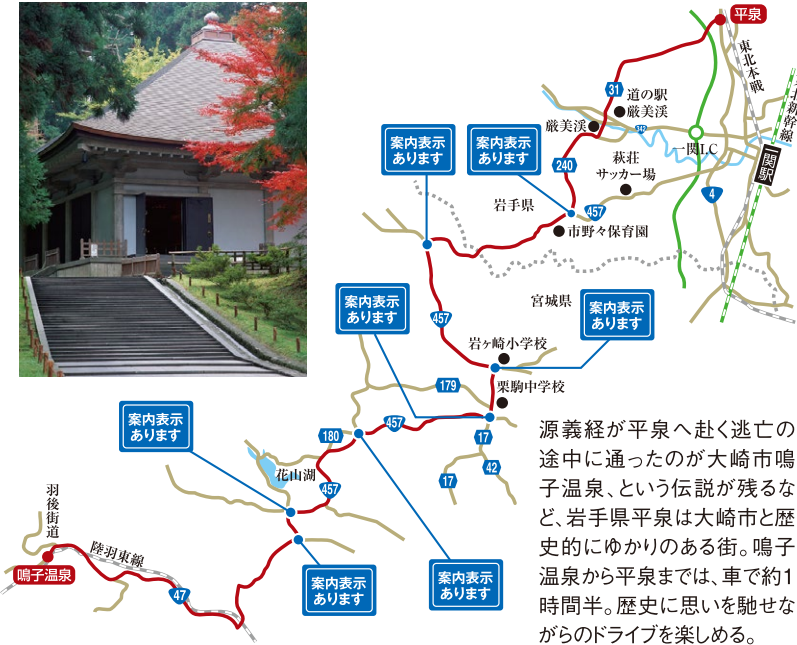 平泉
東北本戦
北新幹線
31
道の駅
厳美渓
厳美渓
342
一関I.C
一関駅
案内表示
あります
案内表示
あります
240
萩荘
サッカー場
4
岩手県
457
市野々保育園
宮城県
案内表示
あります
案内表示
あります
457
岩ヶ崎小学校
179
栗駒中学校
案内表示
あります
180
457
17
42
17
花山湖
457
羽後街道
陸羽東線
鳴子温泉
47
案内表示
あります
案内表示
あります
源義経が平泉へ赴く逃亡の
途中に通ったのが大崎市鳴
子温泉、という伝説が残るな
ど、岩手県平泉は大崎市と歴
史的にゆかりのある街。鳴子
温泉から平泉までは、車で約1
時間半。歴史に思いを馳せな
がらのドライブを楽しめる。